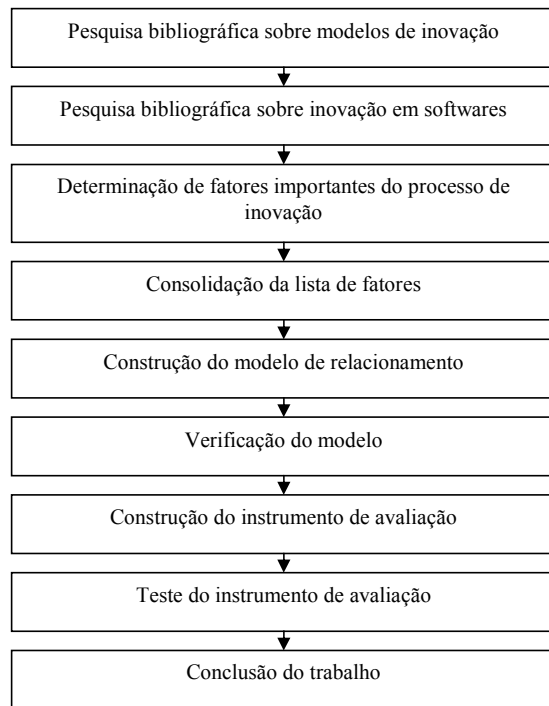 Pesquisa bibliográfica sobre modelos de inovação
Pesquisa bibliográfica sobre inovação em softwares
Determinação de fatores importantes do processo de
inovação
Consolidação da lista de fatores
Construção do modelo de relacionamento
Verificação do modelo
Construção do instrumento de avaliação
Teste do instrumento de avaliação
Conclusão do trabalho